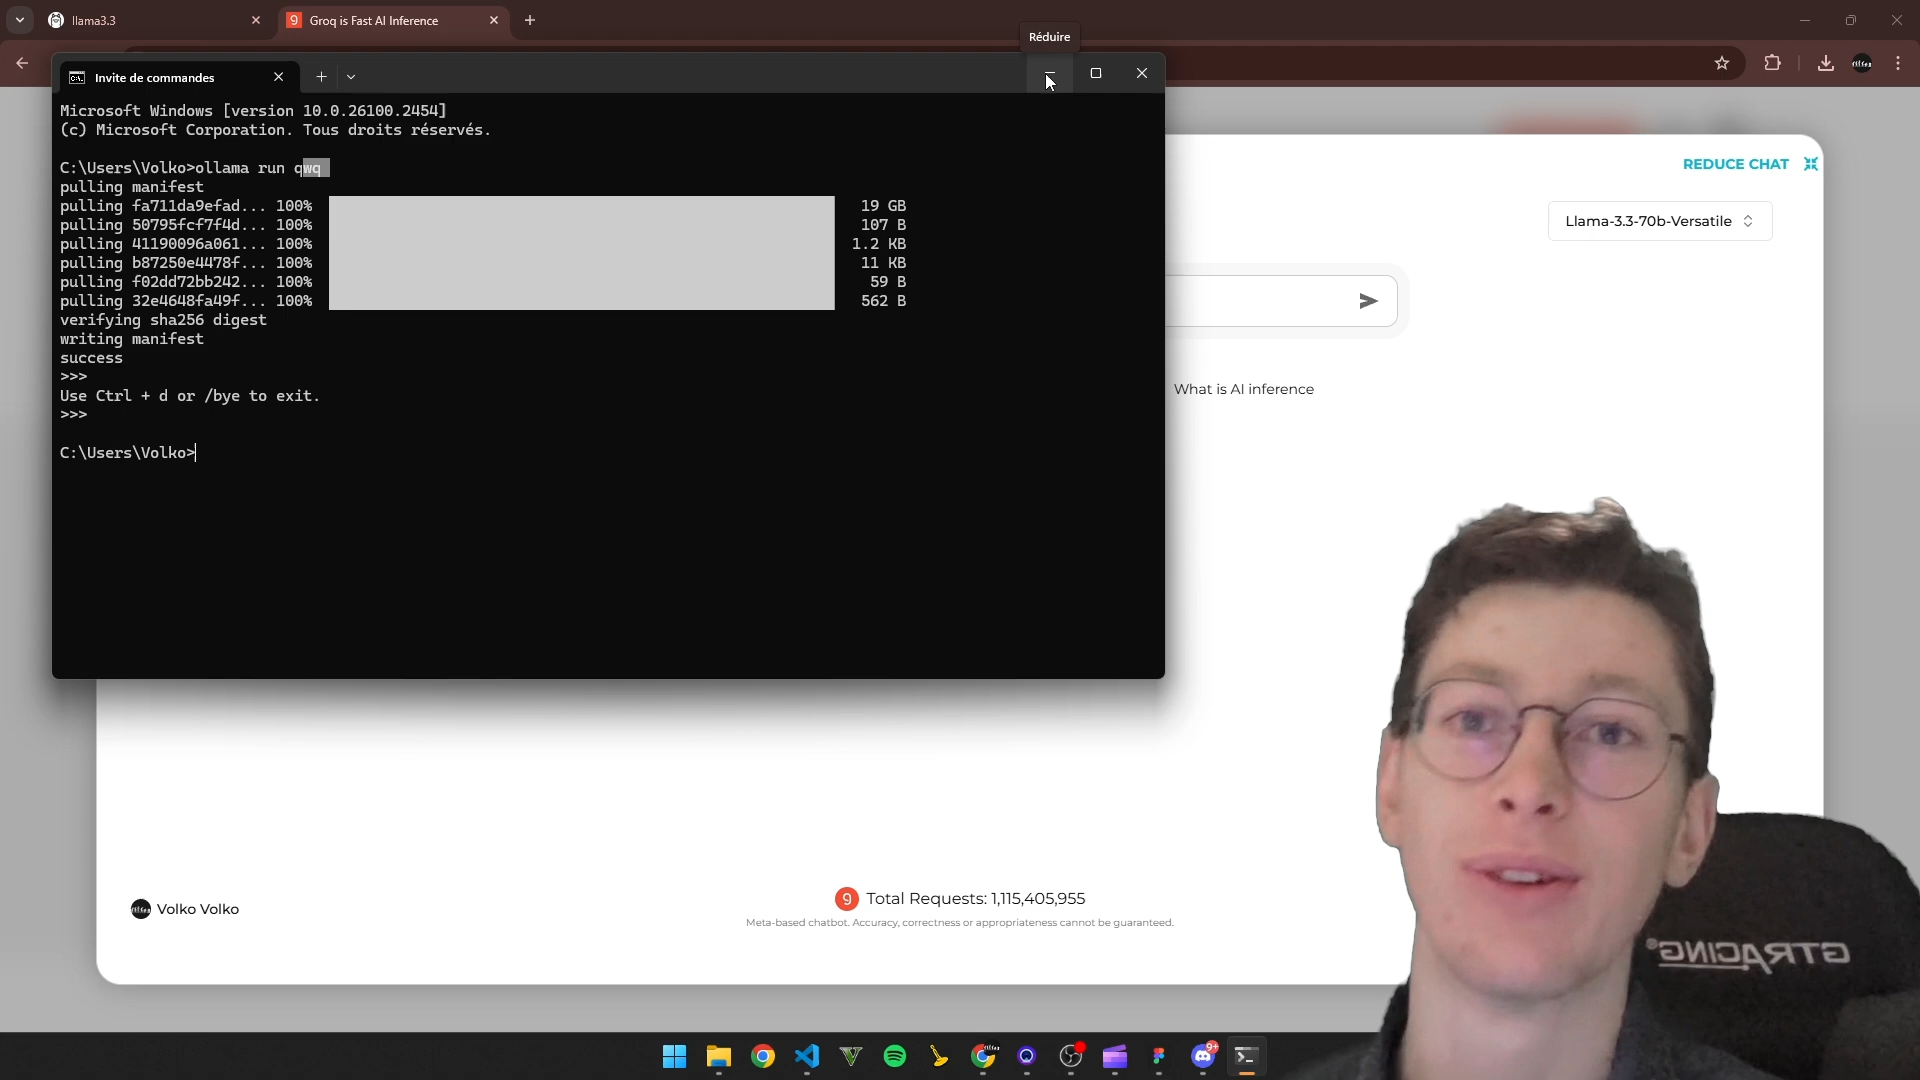 llama3.3
Groq is Fast AI Inference
Réduire
Invite de commandes
Microsoft Windows [version 10.0.26100.2454]
(c) Microsoft Corporation. Tous droits réservés.
C:\Users\Volko>ollama run qwq
pulling manifest
pulling fa711da9efad... 100% 19 GB
pulling 50795fcf7f4d... 100% 107 B
pulling 41190096a061... 100% 1.2 KB
pulling b87250e4478f... 100% 11 KB
pulling f02dd72bb242... 100% 59 B
pulling 32e4648fa49f... 100% 562 B
verifying sha256 digest
writing manifest
success
>>>
Use Ctrl + d or /bye to exit.
>>>
C:\Users\Volko>
REDUCE CHAT
Llama-3.3-70b-Versatile
What is AI inference
Volko Volko
Total Requests: 1,115,405,955
Meta-based chatbot. Accuracy, correctness or appropriateness cannot be guaranteed.
GTRACING®
9+